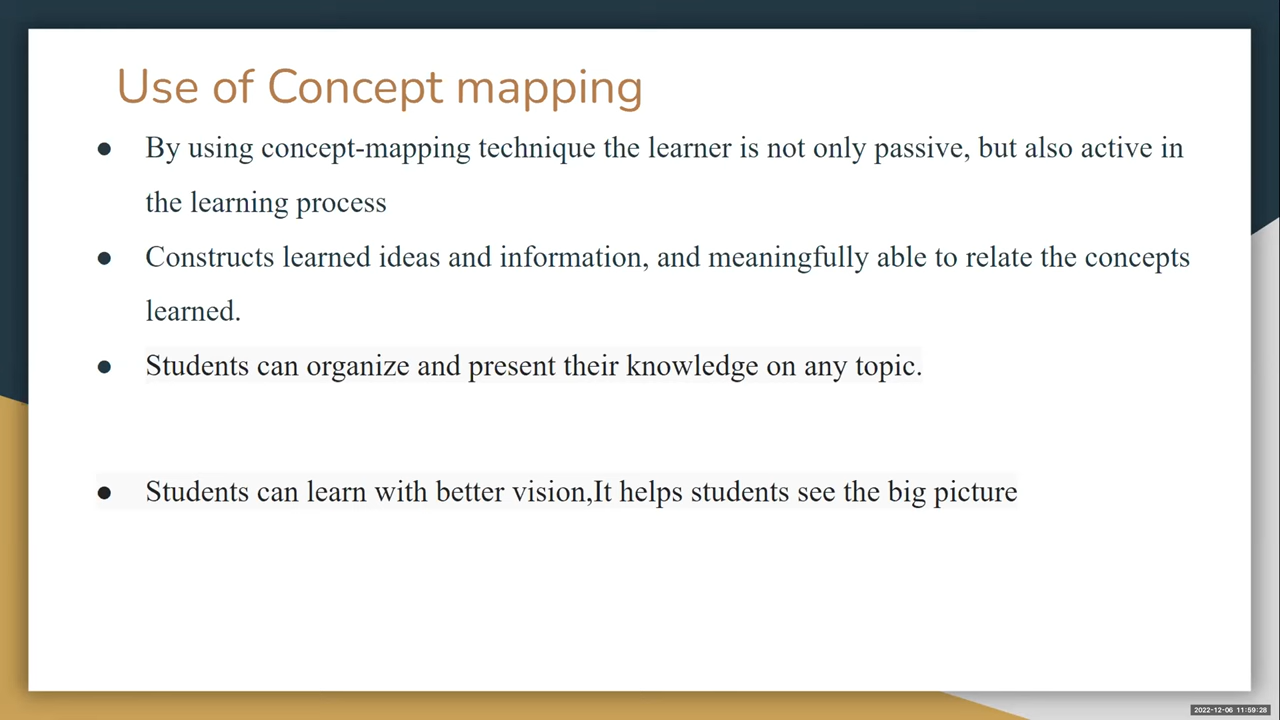 Use of Concept mapping
● By using concept-mapping technique the learner is not only passive, but also active in
the learning process
● Constructs learned ideas and information, and meaningfully able to relate the concepts
learned.
● Students can organize and present their knowledge on any topic.
● Students can learn with better vision,It helps students see the big picture
2022-12-06 11:59:28